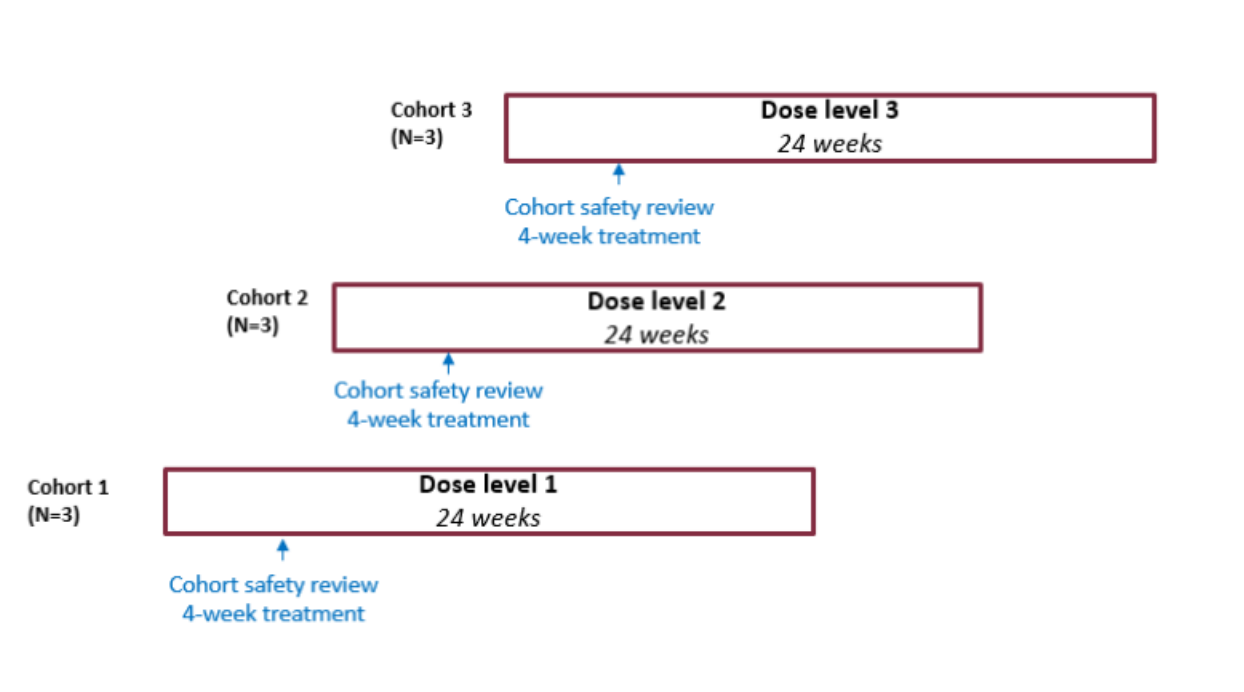 Cohort 3
(N=3)
Dose level 3
24 weeks
Cohort safety review
4-week treatment
Cohort 2
(N=3)
Dose level 2
24 weeks
Cohort safety review
4-week treatment
Cohort 1
(N=3)
Dose level 1
24 weeks
Cohort safety review
4-week treatment